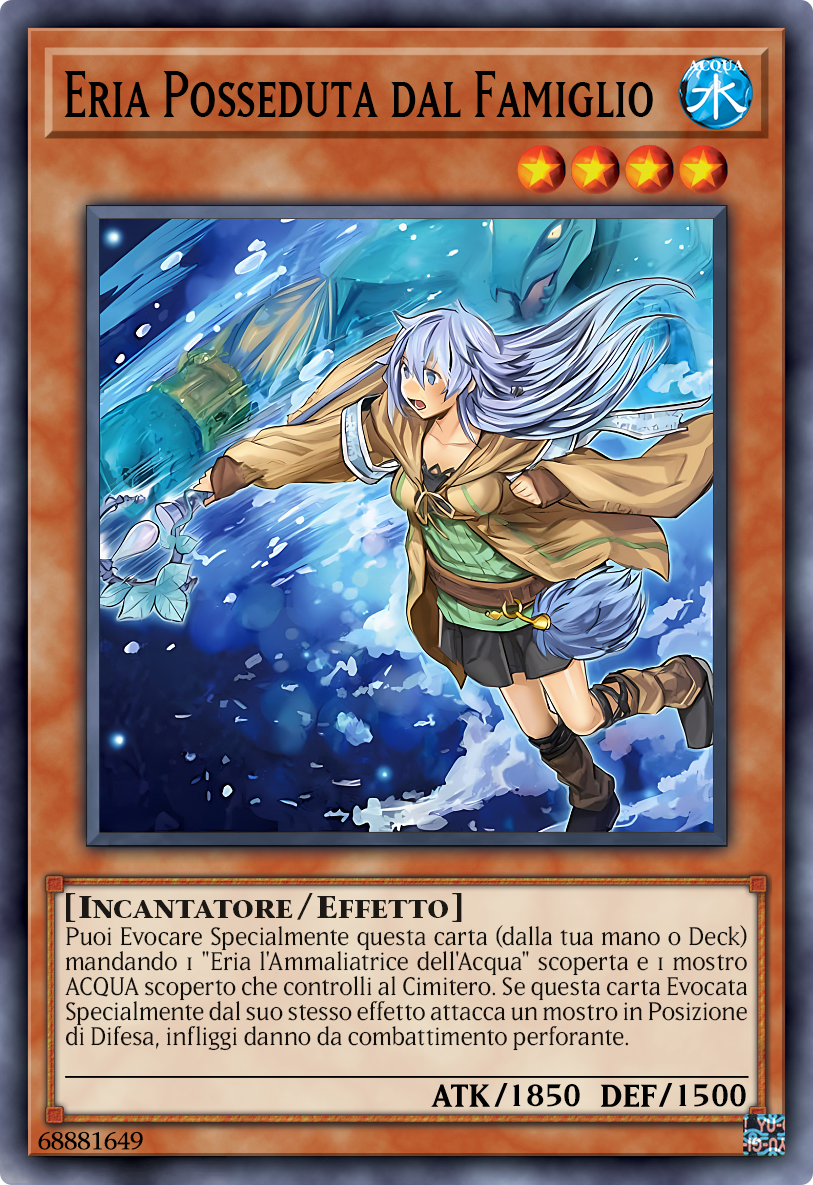 Eria Posseduta dal Famiglio
ACQUA
水
[Incantatore/Effetto]
Puoi Evocare Specialmente questa carta (dalla tua mano o Deck)
mandando 1 "Eria l'Ammaliatrice dell'Acqua" scoperta e 1 mostro
ACQUA scoperto che controlli al Cimitero. Se questa carta Evocata
Specialmente dal suo stesso effetto attacca un mostro in Posizione
di Difesa, infliggi danno da combattimento perforante.
ATK/1850 DEF/1500
68881649